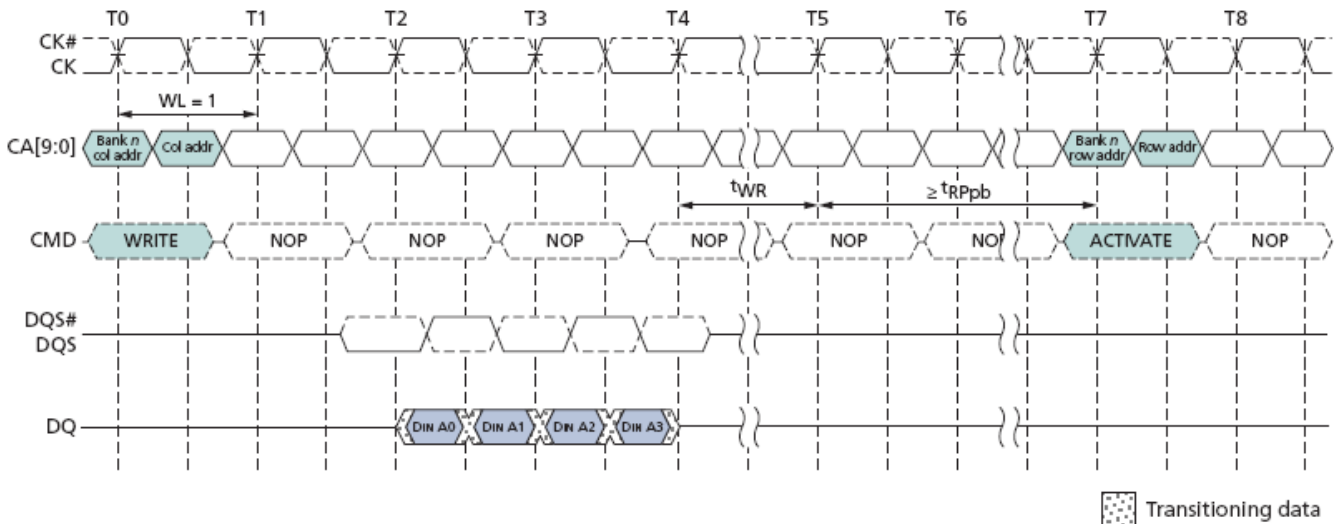 T0 T1 T2 T3 T4 T5 T6 T7 T8
CK#
CK
WL = 1
CA[9:0] Bank n col addr Col addr Bank n row addr Row addr
tWR ≥ tRPpb
CMD WRITE NOP NOP NOP NOP NOP NOP ACTIVATE NOP
DQS#
DQS
DQ DIN A0 DIN A1 DIN A2 DIN A3
Transitioning data